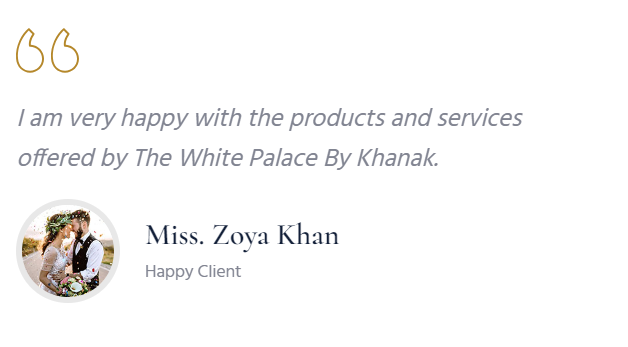 I am very happy with the products and services
offered by The White Palace By Khanak.
Miss. Zoya Khan
Happy Client